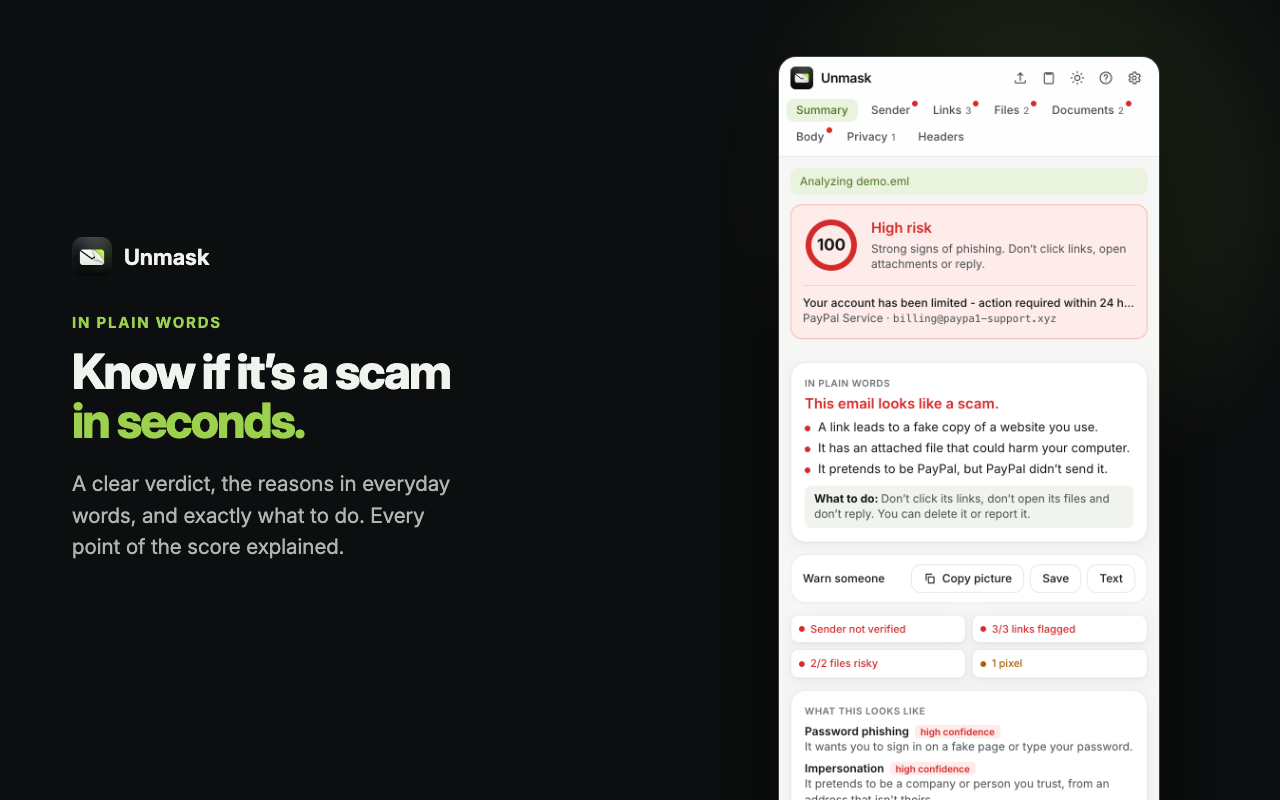 Unmask
IN PLAIN WORDS
Know if it's a scam
in seconds.
A clear verdict, the reasons in everyday
words, and exactly what to do. Every
point of the score explained.
Unmask
Summary Sender Links 3 Files 2 Documents 2
Body Privacy 1 Headers
Analyzing demo.eml
100
High risk
Strong signs of phishing. Don't click links, open
attachments or reply.
Your account has been limited - action required within 24 h...
PayPal Service · billing@paypa1-support.xyz
IN PLAIN WORDS
This email looks like a scam.
A link leads to a fake copy of a website you use.
It has an attached file that could harm your computer.
It pretends to be PayPal, but PayPal didn't send it.
What to do: Don't click its links, don't open its files and
don't reply. You can delete it or report it.
Warn someone Copy picture Save Text
Sender not verified 3/3 links flagged
2/2 files risky 1 pixel
WHAT THIS LOOKS LIKE
Password phishing high confidence
It wants you to sign in on a fake page or type your password.
Impersonation high confidence
It pretends to be a company or person you trust, from an
address that isn't theirs.